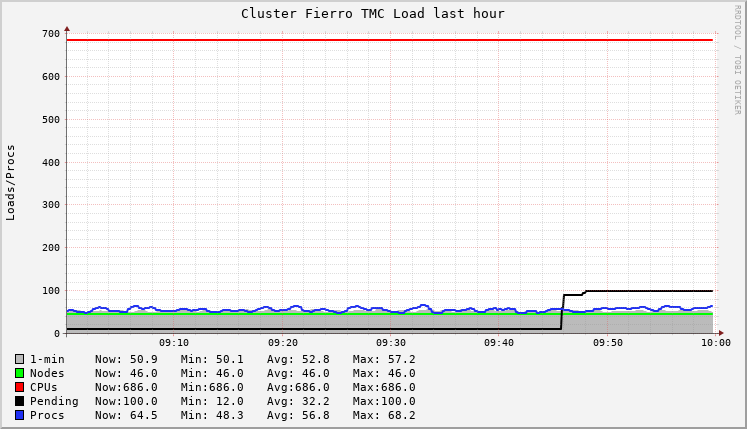 Cluster Fierro TMC Load last hour
RRDTOOL / TOBI OETIKER
Loads/Procs
700
600
500
400
300
200
100
0
09:10 09:20 09:30 09:40 09:50 10:00
1-min Now: 50.9 Min: 50.1 Avg: 52.8 Max: 57.2
Nodes Now: 46.0 Min: 46.0 Avg: 46.0 Max: 46.0
CPUs Now:686.0 Min:686.0 Avg:686.0 Max:686.0
Pending Now:100.0 Min: 12.0 Avg: 32.2 Max:100.0
Procs Now: 64.5 Min: 48.3 Avg: 56.8 Max: 68.2